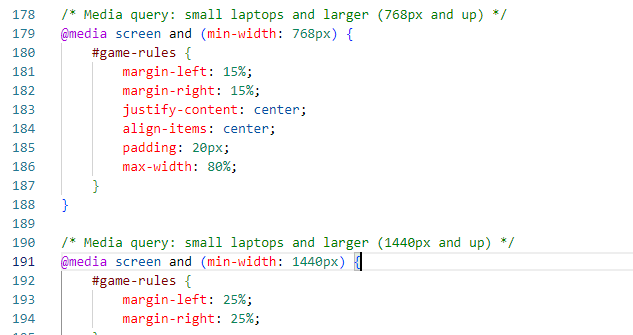 178 /* Media query: small laptops and larger (768px and up) */
179 @media screen and (min-width: 768px) {
180 #game-rules {
181 margin-left: 15%;
182 margin-right: 15%;
183 justify-content: center;
184 align-items: center;
185 padding: 20px;
186 max-width: 80%;
187 }
188 }
189
190 /* Media query: small laptops and larger (1440px and up) */
191 @media screen and (min-width: 1440px) {
192 #game-rules {
193 margin-left: 25%;
194 margin-right: 25%;